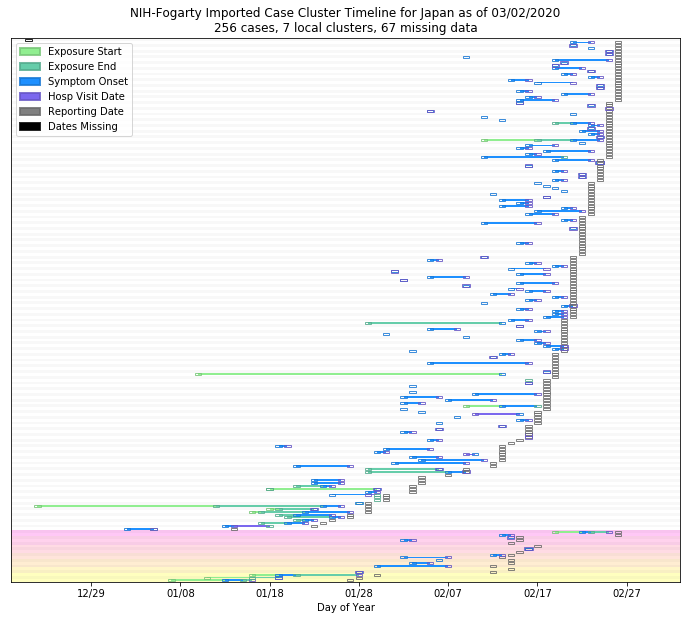 NIH-Fogarty Imported Case Cluster Timeline for Japan as of 03/02/2020
256 cases, 7 local clusters, 67 missing data
Exposure Start
Exposure End
Symptom Onset
Hosp Visit Date
Reporting Date
Dates Missing
12/29 01/08 01/18 01/28 02/07 02/17 02/27
Day of Year